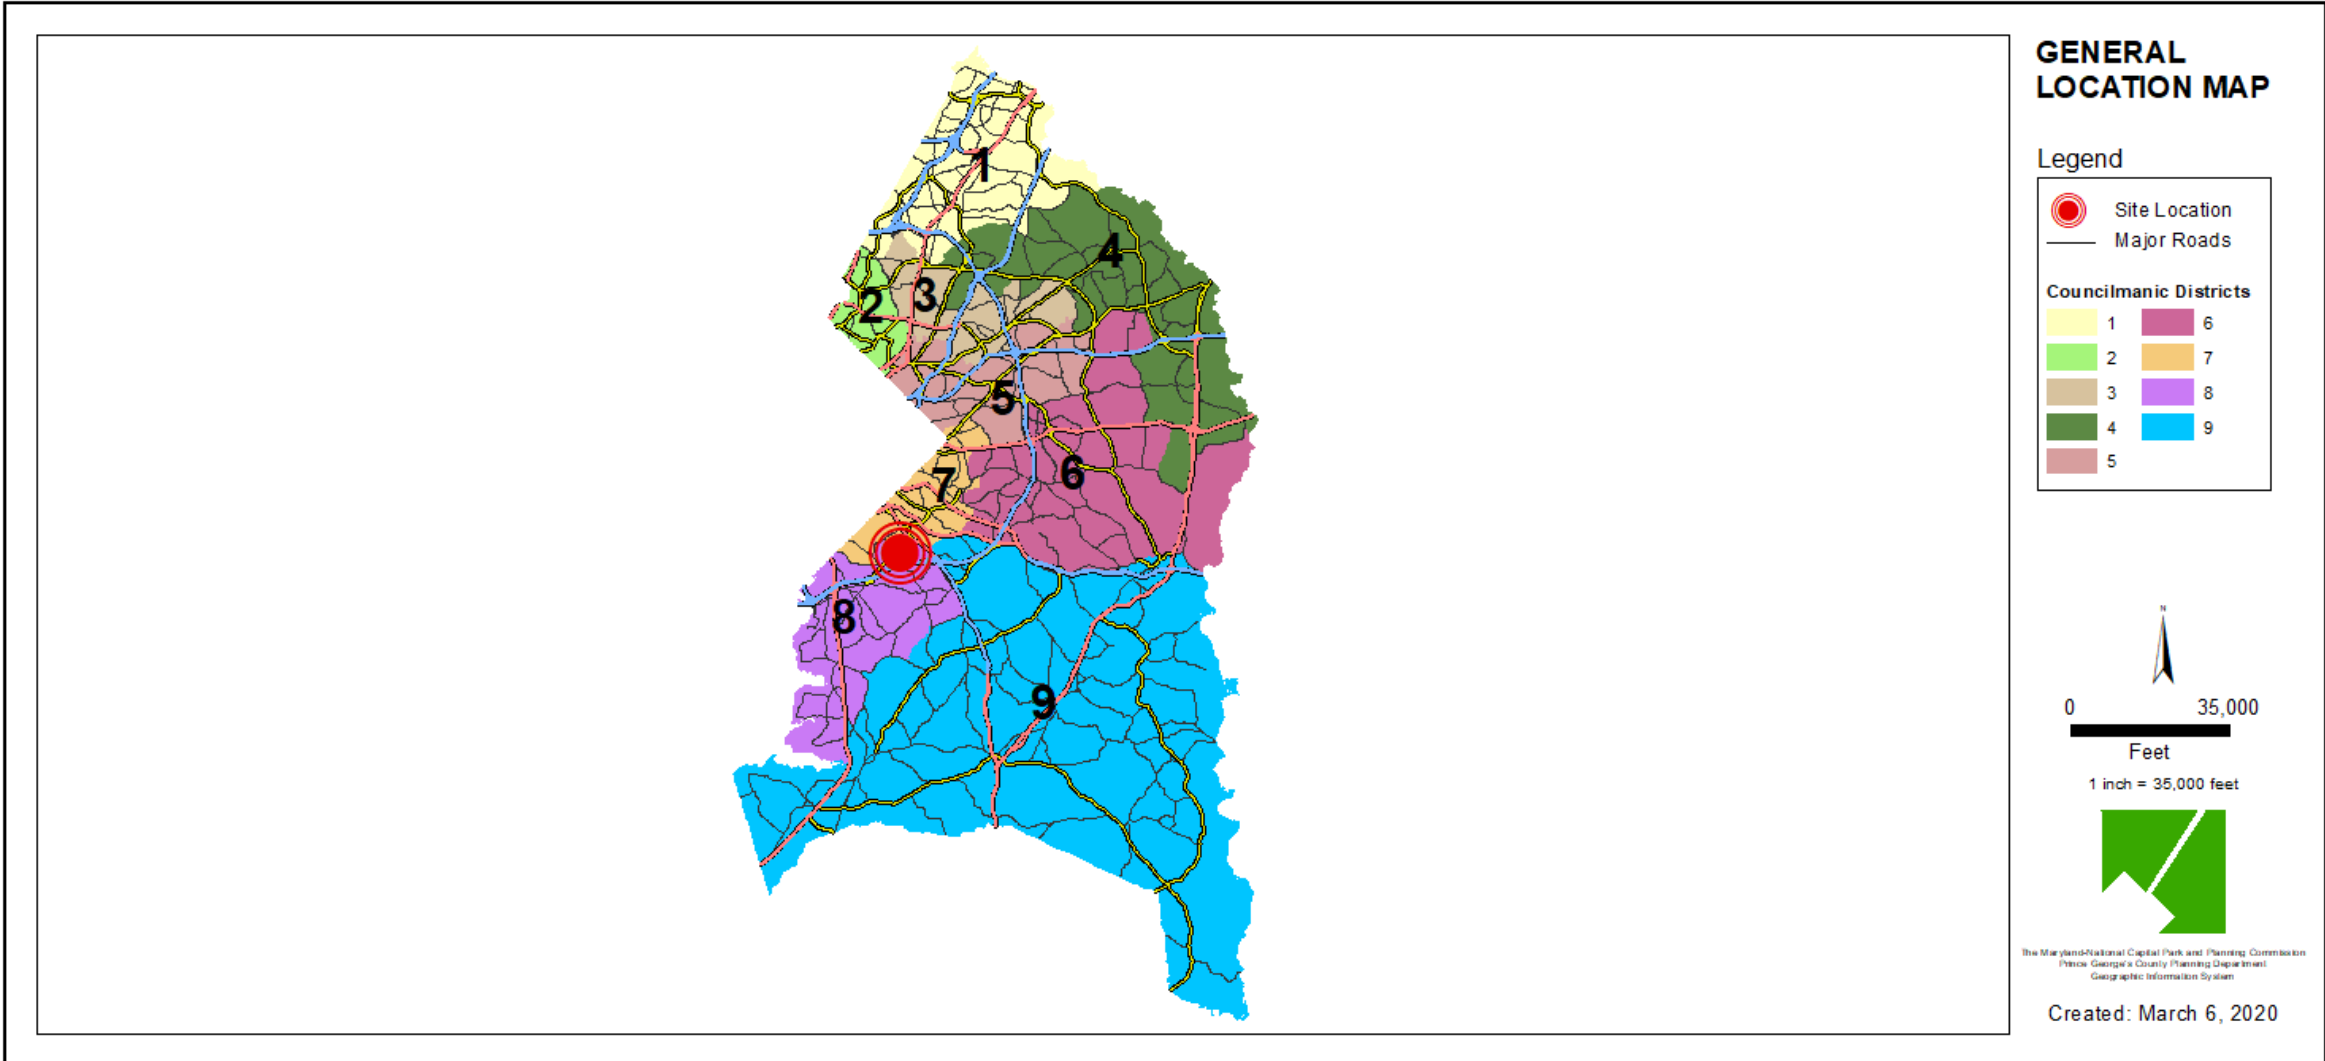 GENERAL
LOCATION MAP
Legend
Site Location
Major Roads
Councilmanic Districts
1 6
2 7
3 8
4 9
5
1
4
3
2
5
7
6
8
9
N
0 35,000
Feet
1 inch = 35,000 feet
The Maryland-National Capital Park and Planning Commission
Prince George's County Planning Department
Geographic Information System
Created: March 6, 2020